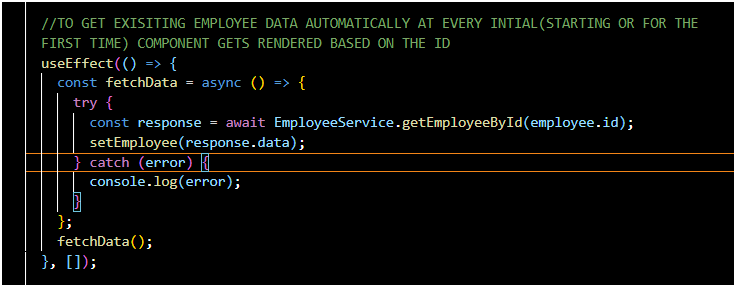 //TO GET EXISITING EMPLOYEE DATA AUTOMATICALLY AT EVERY INTIAL(STARTING OR FOR THE
FIRST TIME) COMPONENT GETS RENDERED BASED ON THE ID
useEffect(() => {
  const fetchData = async () => {
    try {
      const response = await EmployeeService.getEmployeeById(employee.id);
      setEmployee(response.data);
    } catch (error) {
      console.log(error);
    }
  };
  fetchData();
}, []);